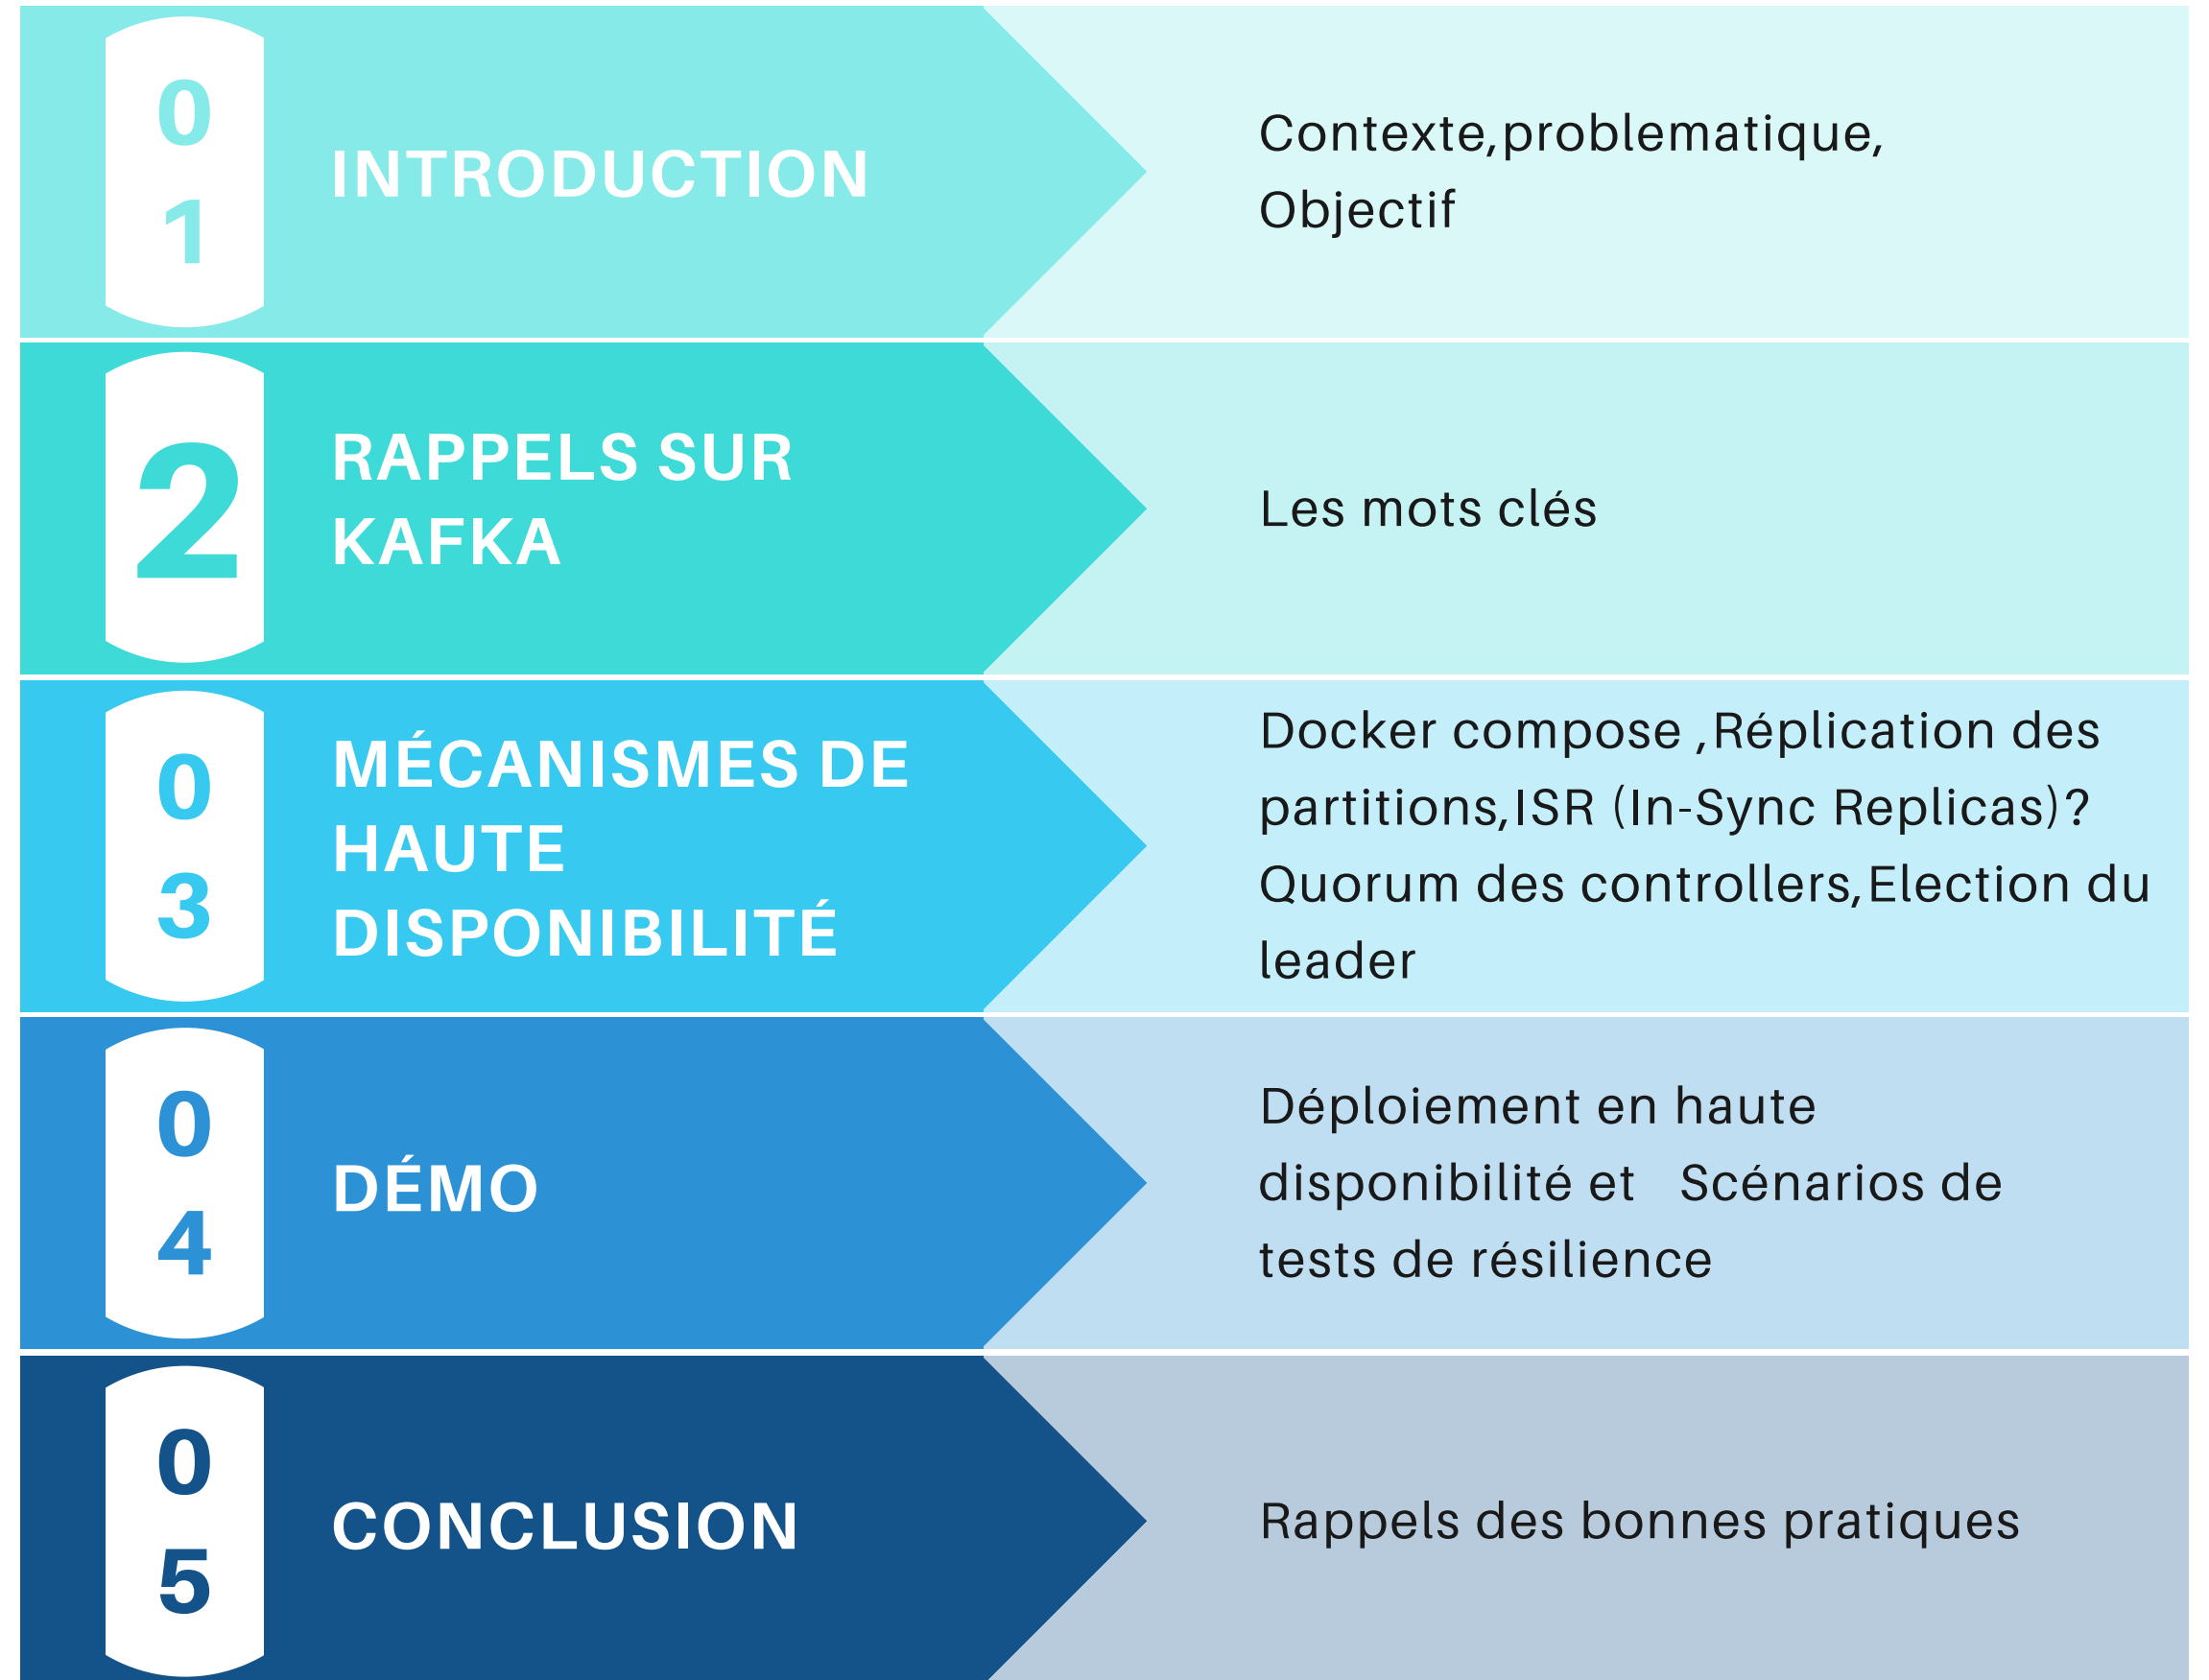 0
1
INTRODUCTION
Contexte,problematique,
Objectif
2
RAPPELS SUR
KAFKA
Les mots clés
0
3
MÉCANISMES DE
HAUTE
DISPONIBILITÉ
Docker compose ,Réplication des
partitions,ISR (In-Sync Replicas)?
Quorum des controllers,Election du
leader
0
4
DÉMO
Déploiement en haute
disponibilité et   Scénarios de
tests de résilience
0
5
CONCLUSION
Rappels des bonnes pratiques